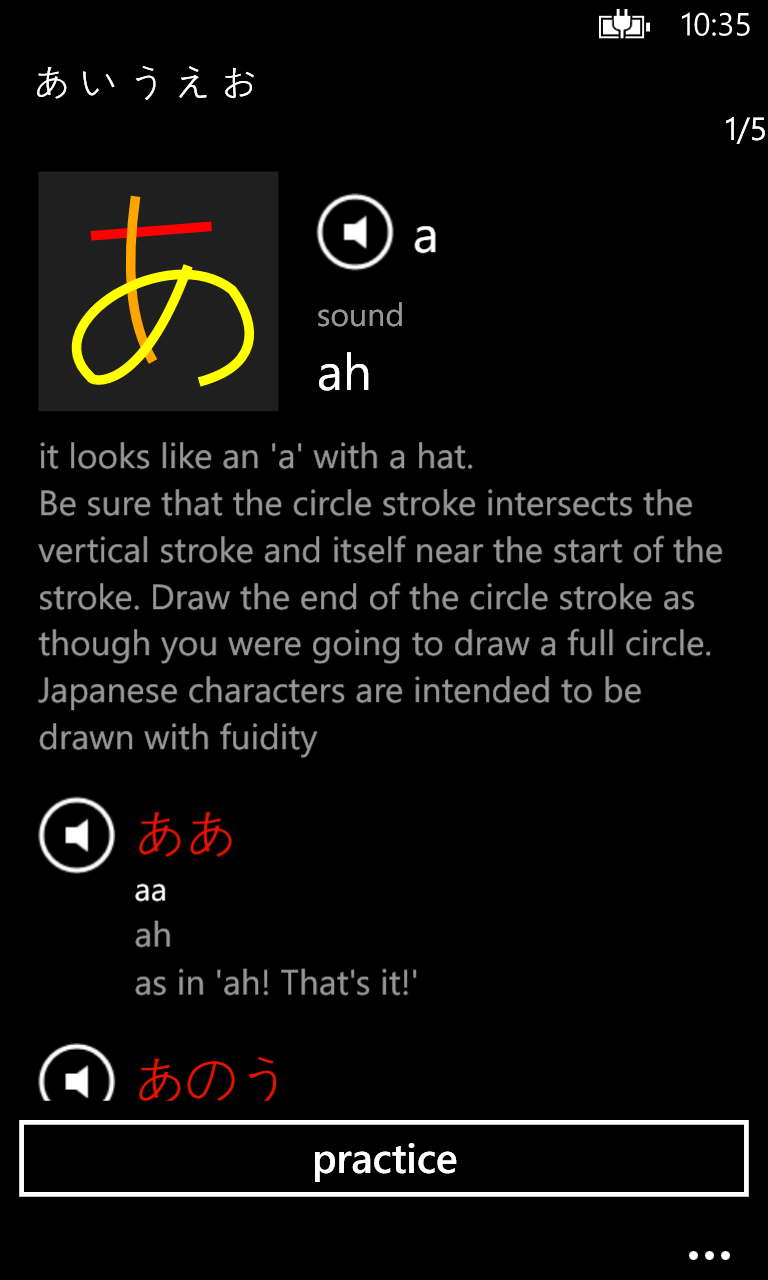 10:35
あいうえお
1/5
あ
a
sound
ah
it looks like an 'a' with a hat.
Be sure that the circle stroke intersects the
vertical stroke and itself near the start of the
stroke. Draw the end of the circle stroke as
though you were going to draw a full circle.
Japanese characters are intended to be
drawn with fuidity
ああ
aa
ah
as in 'ah! That's it!'
あのう
practice